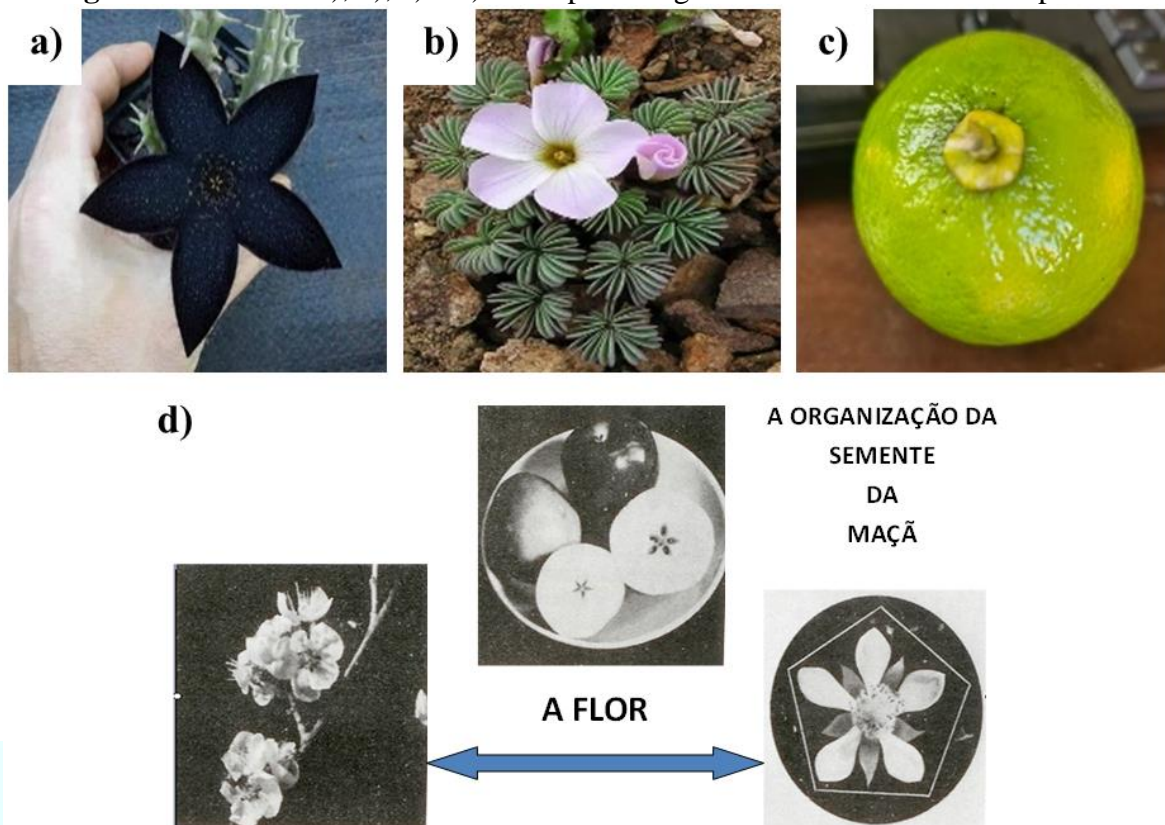 a)
b)
c)
d)
A ORGANIZAÇÃO DA
SEMENTE
DA
MAÇÃ
A FLOR